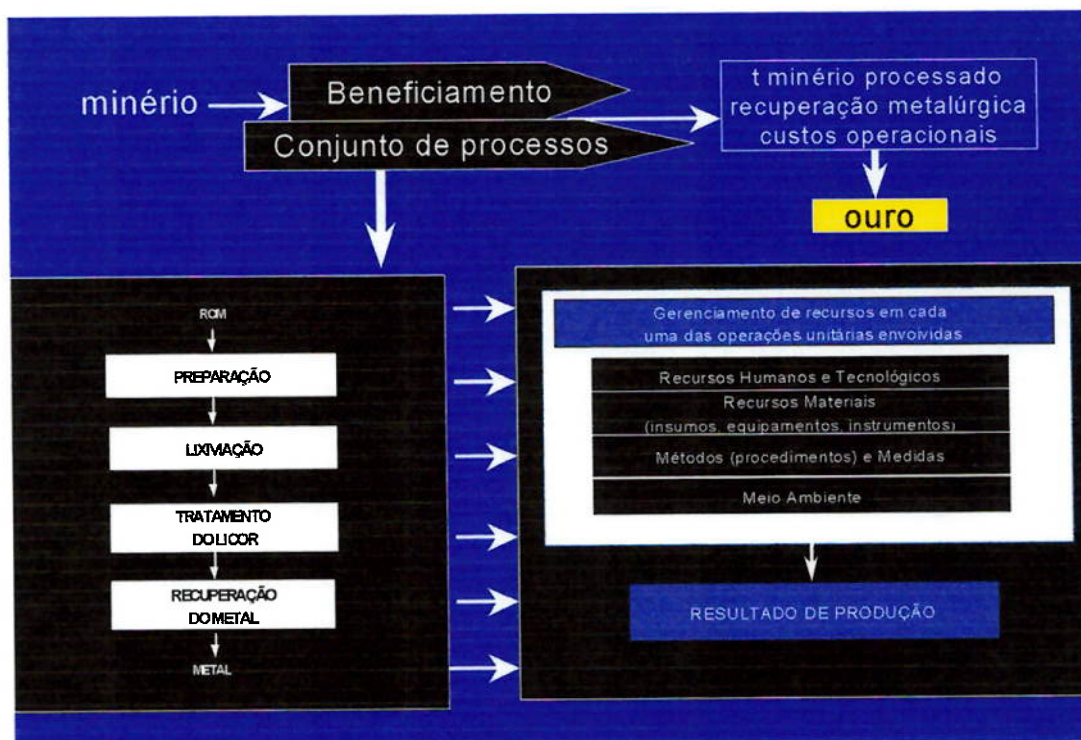 minério
Beneficiamento
Conjunto de processos
t minério processado
recuperação metalúrgica
custos operacionais
ouro
ROM
PREPARAÇÃO
LIXIVIAÇÃO
TRATAMENTO
DO LICOR
RECUPERAÇÃO
DO METAL
METAL
Gerenciamento de recursos em cada
uma das operações unitárias envolvidas
Recursos Humanos e Tecnológicos
Recursos Materiais
(insumos, equipamentos, instrumentos)
Métodos (procedimentos) e Medidas
Meio Ambiente
RESULTADO DE PRODUÇÃO